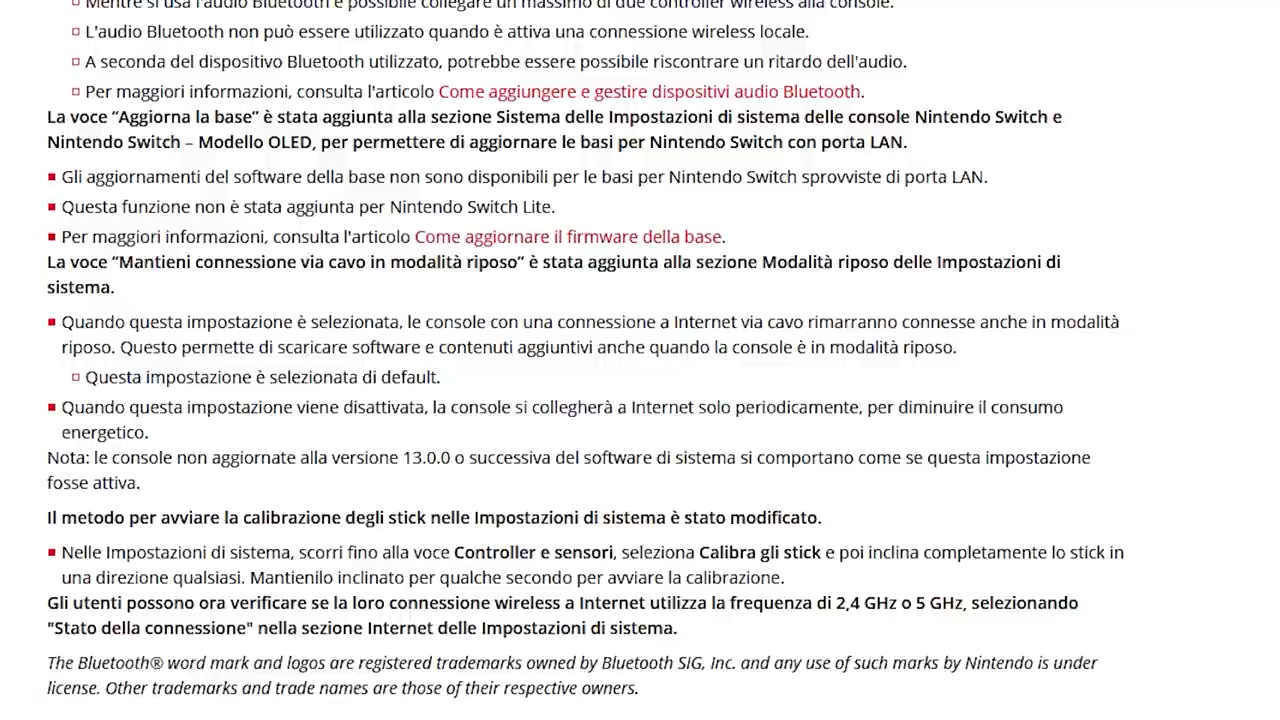 Mentre si usa l'audio Bluetooth è possibile collegare un massimo di due controller wireless alla console.
L'audio Bluetooth non può essere utilizzato quando è attiva una connessione wireless locale.
A seconda del dispositivo Bluetooth utilizzato, potrebbe essere possibile riscontrare un ritardo dell'audio.
Per maggiori informazioni, consulta l'articolo Come aggiungere e gestire dispositivi audio Bluetooth.
La voce “Aggiorna la base” è stata aggiunta alla sezione Sistema delle Impostazioni di sistema delle console Nintendo Switch e
Nintendo Switch – Modello OLED, per permettere di aggiornare le basi per Nintendo Switch con porta LAN.
Gli aggiornamenti del software della base non sono disponibili per le basi per Nintendo Switch sprovviste di porta LAN.
Questa funzione non è stata aggiunta per Nintendo Switch Lite.
Per maggiori informazioni, consulta l'articolo Come aggiornare il firmware della base.
La voce “Mantieni connessione via cavo in modalità riposo” è stata aggiunta alla sezione Modalità riposo delle Impostazioni di
sistema.
Quando questa impostazione è selezionata, le console con una connessione a Internet via cavo rimarranno connesse anche in modalità
riposo. Questo permette di scaricare software e contenuti aggiuntivi anche quando la console è in modalità riposo.
Questa impostazione è selezionata di default.
Quando questa impostazione viene disattivata, la console si collegherà a Internet solo periodicamente, per diminuire il consumo
energetico.
Nota: le console non aggiornate alla versione 13.0.0 o successiva del software di sistema si comportano come se questa impostazione
fosse attiva.
Il metodo per avviare la calibrazione degli stick nelle Impostazioni di sistema è stato modificato.
Nelle Impostazioni di sistema, scorri fino alla voce Controller e sensori, seleziona Calibra gli stick e poi inclina completamente lo stick in
una direzione qualsiasi. Mantienilo inclinato per qualche secondo per avviare la calibrazione.
Gli utenti possono ora verificare se la loro connessione wireless a Internet utilizza la frequenza di 2,4 GHz o 5 GHz, selezionando
"Stato della connessione" nella sezione Internet delle Impostazioni di sistema.
The Bluetooth® word mark and logos are registered trademarks owned by Bluetooth SIG, Inc. and any use of such marks by Nintendo is under
license. Other trademarks and trade names are those of their respective owners.